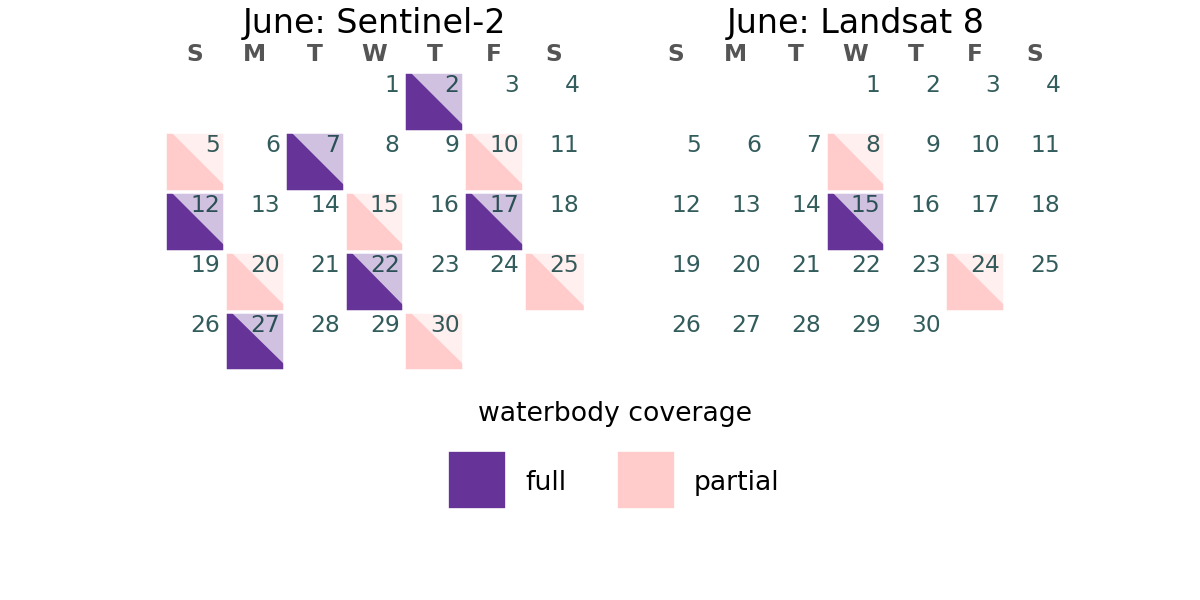 June: Sentinel-2
S M T W T F S
1 2 3 4
5 6 7 8 9 10 11
12 13 14 15 16 17 18
19 20 21 22 23 24 25
26 27 28 29 30
June: Landsat 8
S M T W T F S
1 2 3 4
5 6 7 8 9 10 11
12 13 14 15 16 17 18
19 20 21 22 23 24 25
26 27 28 29 30
waterbody coverage
full partial